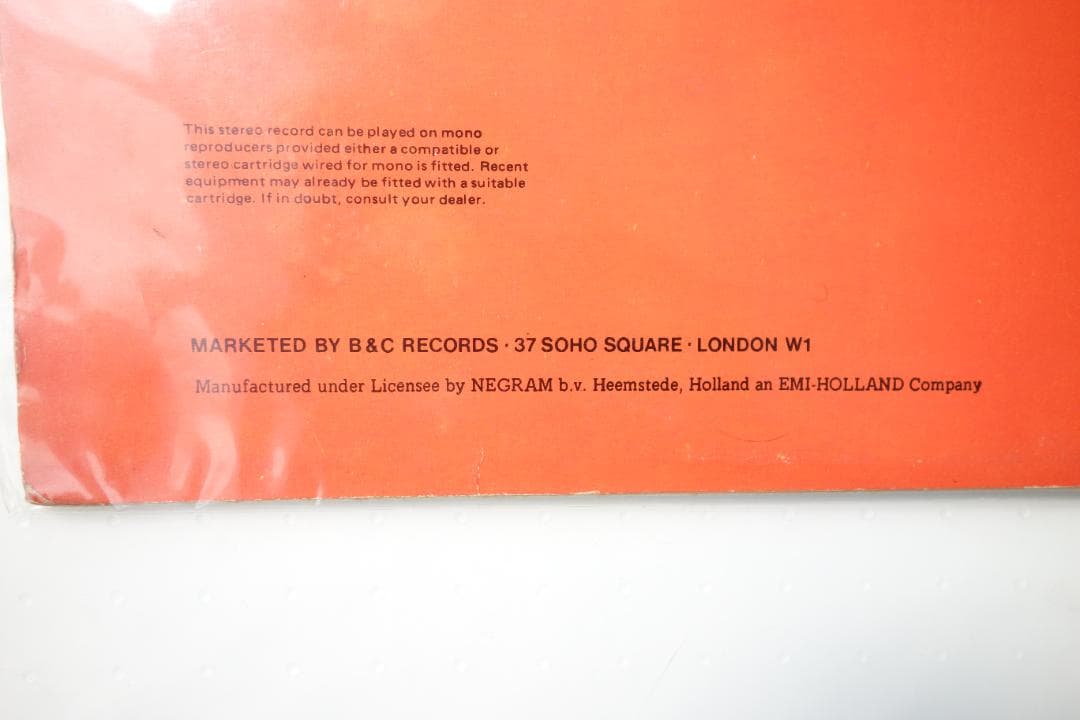 This stereo record can be played on mono
reproducers provided either a compatible or
stereo cartridge wired for mono is fitted. Recent
equipment may already be fitted with a suitable
cartridge. If in doubt, consult your dealer.
MARKETED BY B&C RECORDS · 37 SOHO SQUARE · LONDON W1
Manufactured under Licensee by NEGRAM b.v. Heemstede, Holland an EMI-HOLLAND Company